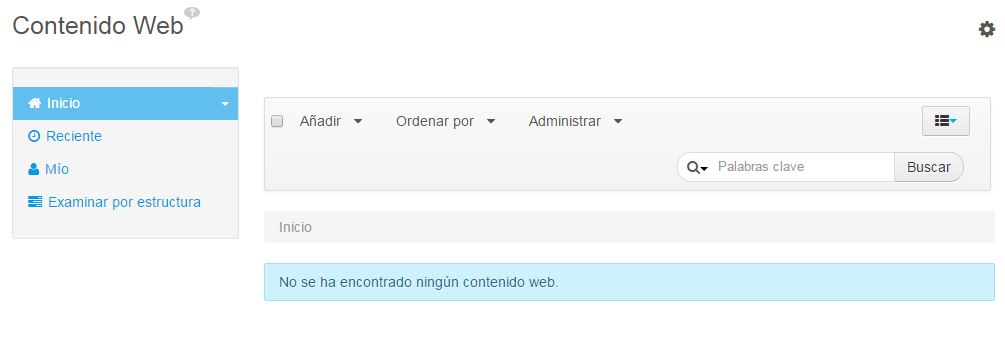 Contenido Web
Inicio
Reciente
Mío
Examinar por estructura
Añadir Ordenar por Administrar
Palabras clave Buscar
Inicio
No se ha encontrado ningún contenido web.